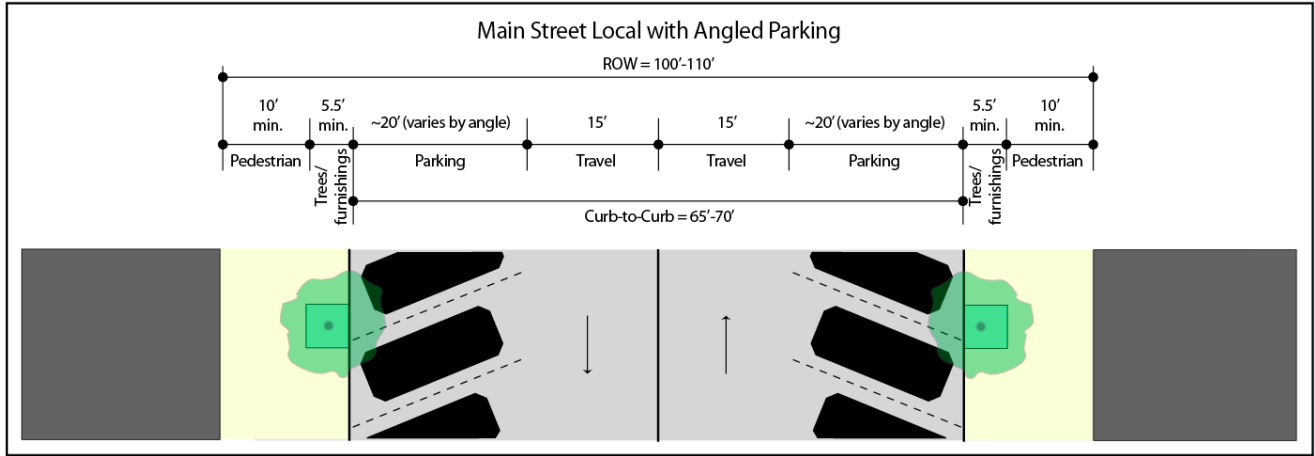 Main Street Local with Angled Parking
ROW = 100’-110’
10’
min.
5.5’
min.
~20’ (varies by angle)
15’
15’
~20’ (varies by angle)
5.5’
min.
10’
min.
Pedestrian
Trees/
furnishings
Parking
Travel
Travel
Parking
Trees/
furnishings
Pedestrian
Curb-to-Curb = 65’-70’